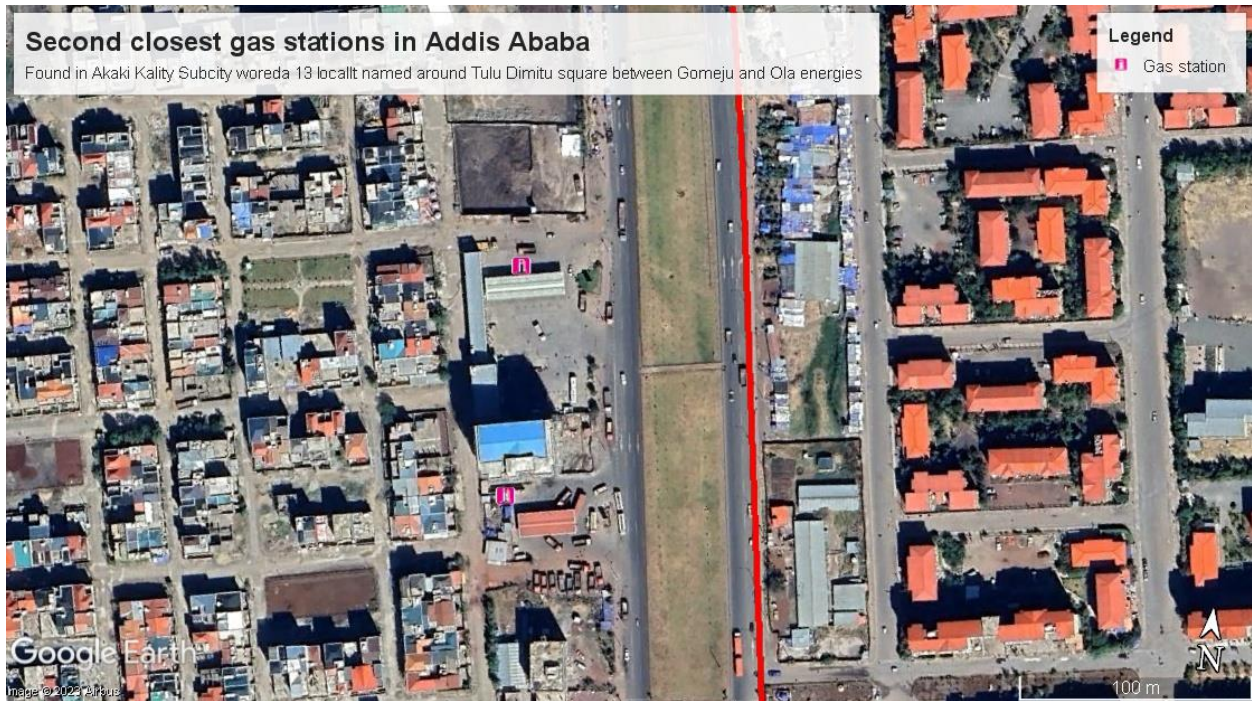 Second closest gas stations in Addis Ababa
Found in Akaki Kality Subcity woreda 13 locallt named around Tulu Dimitu square between Gomeju and Ola energies
Legend
Gas station
Google Earth
Image © 2023 Airbus
N
100 m